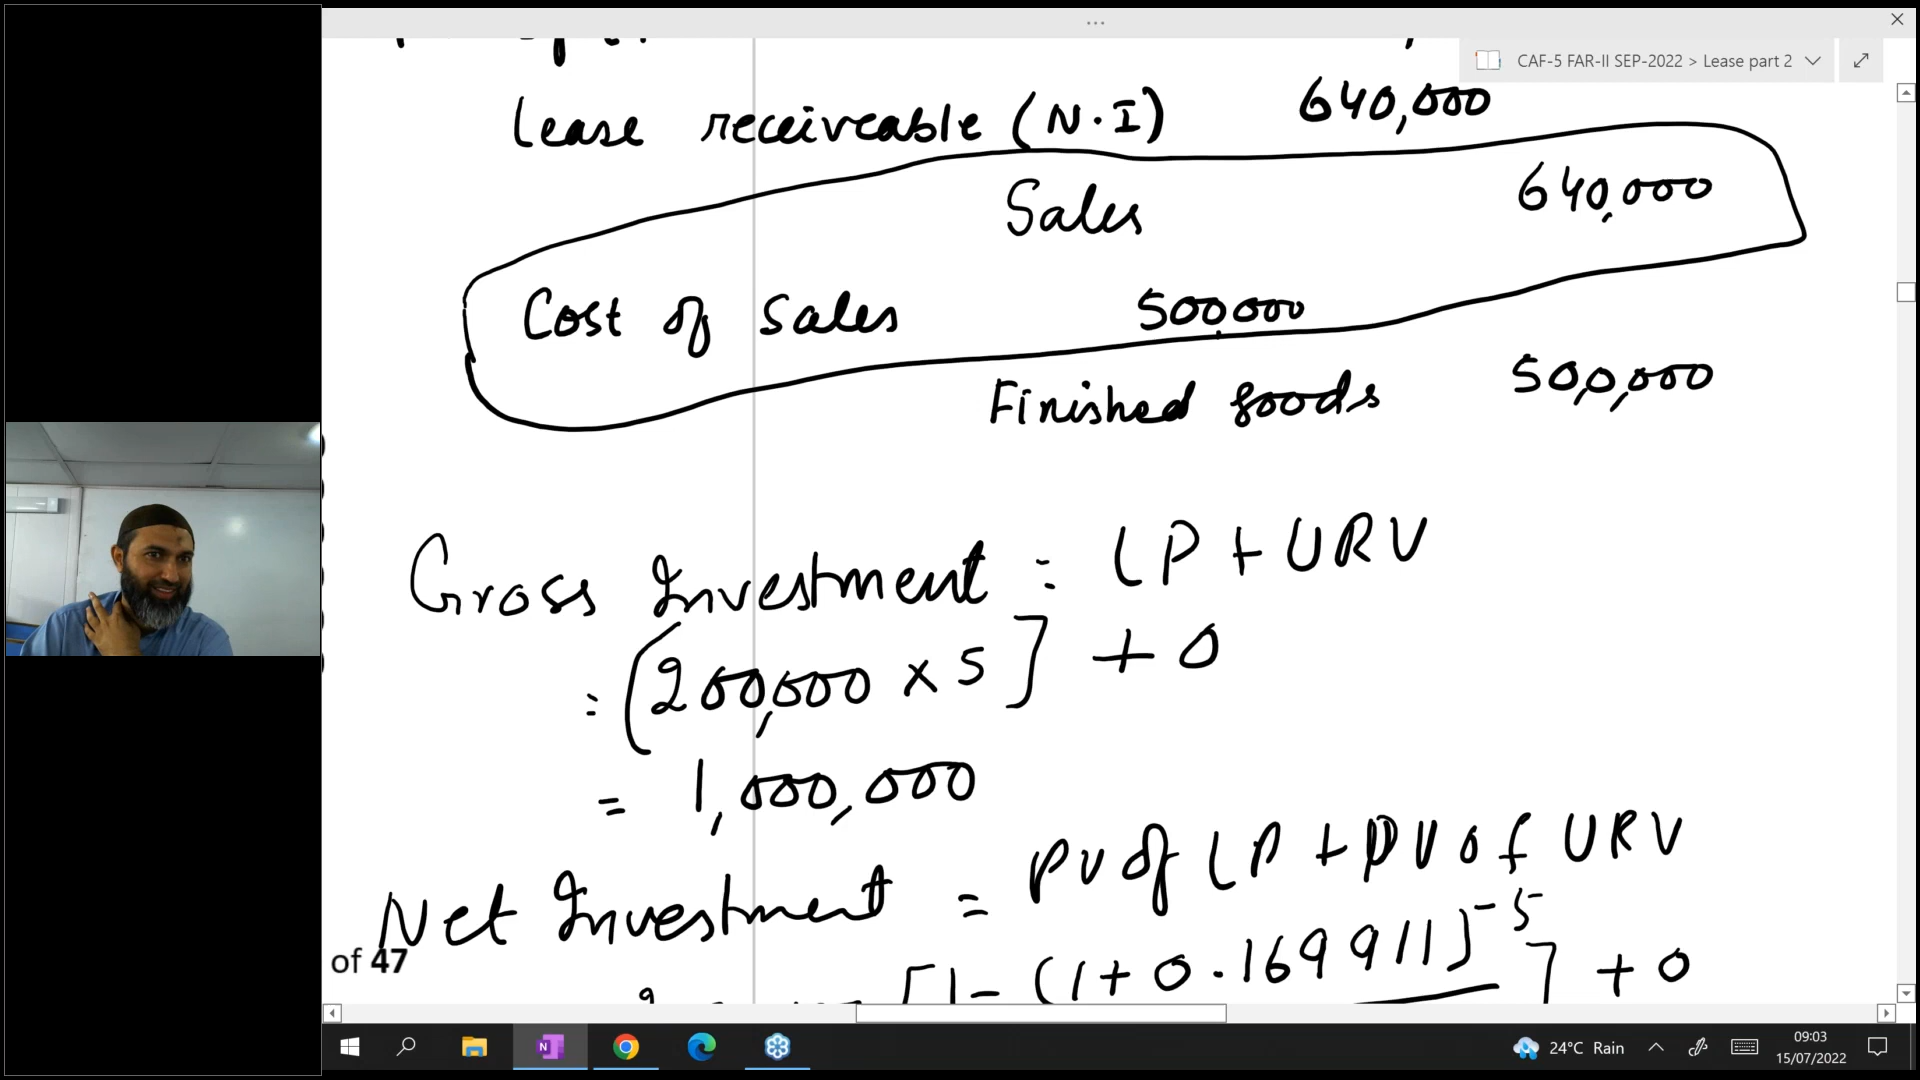 CAF-5 FAR-II SEP-2022 > Lease part 2
Lease receiveable (N.I) 640,000
Sales 640,000
Cost of sales 500,000
Finished goods 500,000
Gross Investment = LP + URV
= [200,000 x 5] + 0
= 1,000,000
Net Investment = PV of LP + PV of URV
[1 - (1 + 0.169911)^-5] + 0
of 47
24°C Rain
09:03
15/07/2022